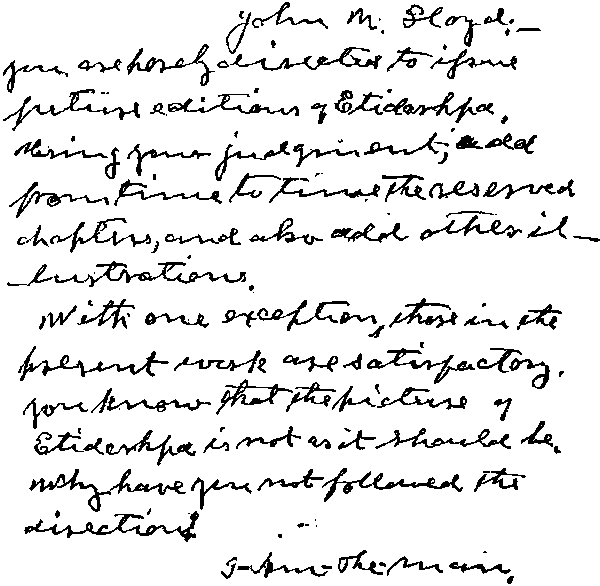 John M. Lloyd:—
you are hereby directed to issue
future editions of Etidorhpa,
using your judgment; add
from time to time the reserved
chapters, and also add other il-
-lustrations.
With one exception, those in the
present work are satisfactory.
you know that the picture of
Etidorhpa is not as it should be.
Why have you not followed the
directions?
I-Am-The-Man.